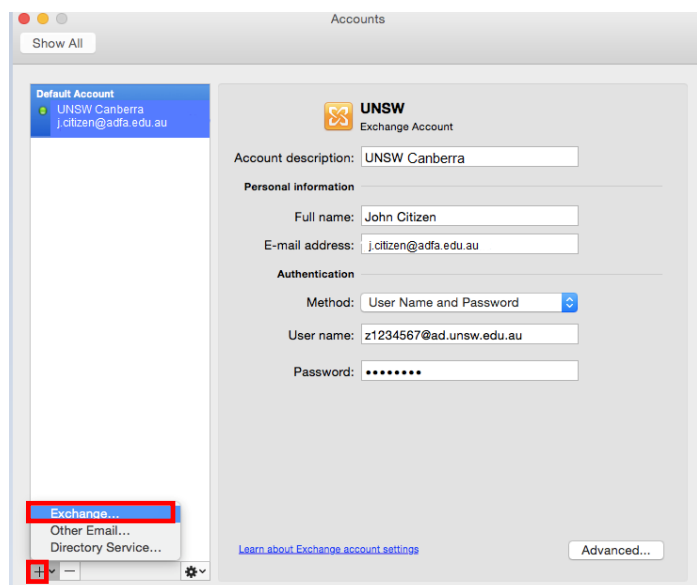 Accounts
Show All
Default Account
UNSW Canberra
j.citizen@adfa.edu.au
UNSW
Exchange Account
Account description: UNSW Canberra
Personal information
Full name: John Citizen
E-mail address: j.citizen@adfa.edu.au
Authentication
Method: User Name and Password
User name: z1234567@ad.unsw.edu.au
Password: ••••••••
Exchange...
Other Email...
Directory Service...
Learn about Exchange account settings
Advanced...